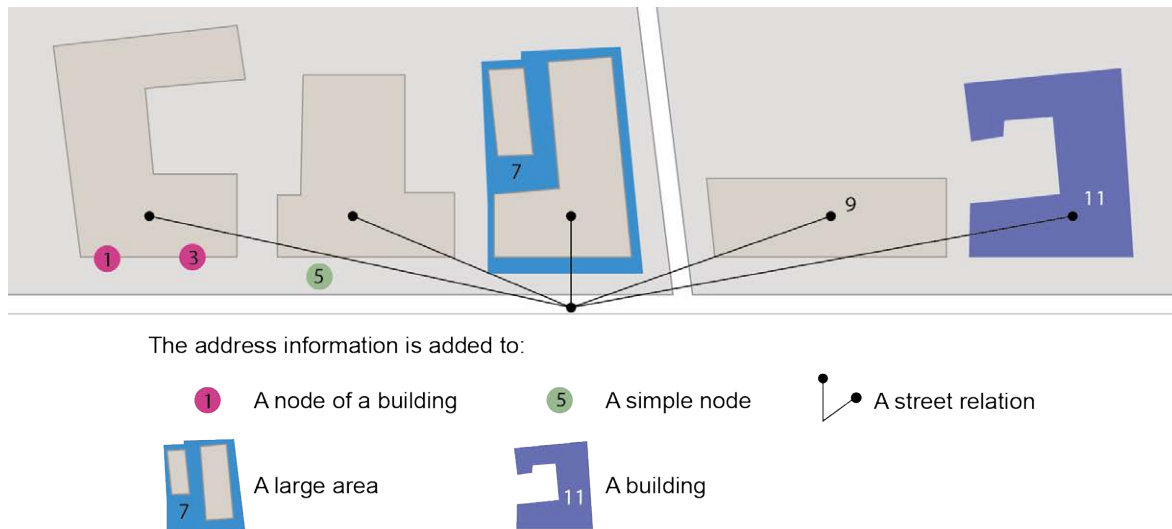 7
9
11
1
3
5
The address information is added to:
1 A node of a building
5 A simple node
A street relation
7 A large area
11 A building